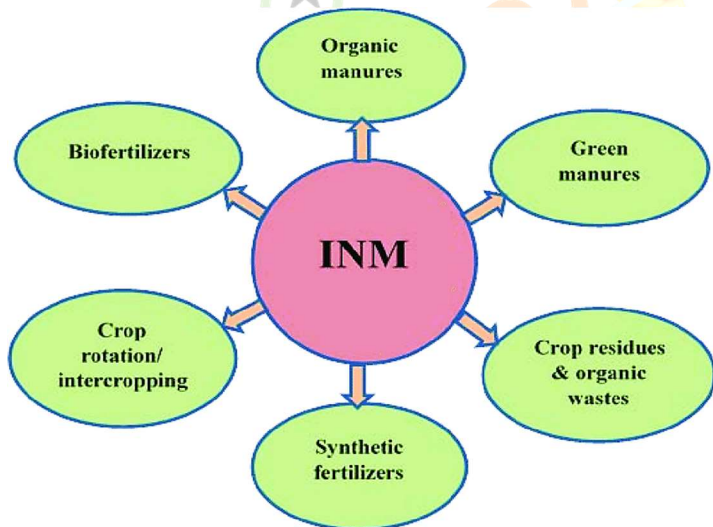 Organic
manures
Biofertilizers
Green
manures
INM
Crop
rotation/
intercropping
Crop residues
& organic
wastes
Synthetic
fertilizers